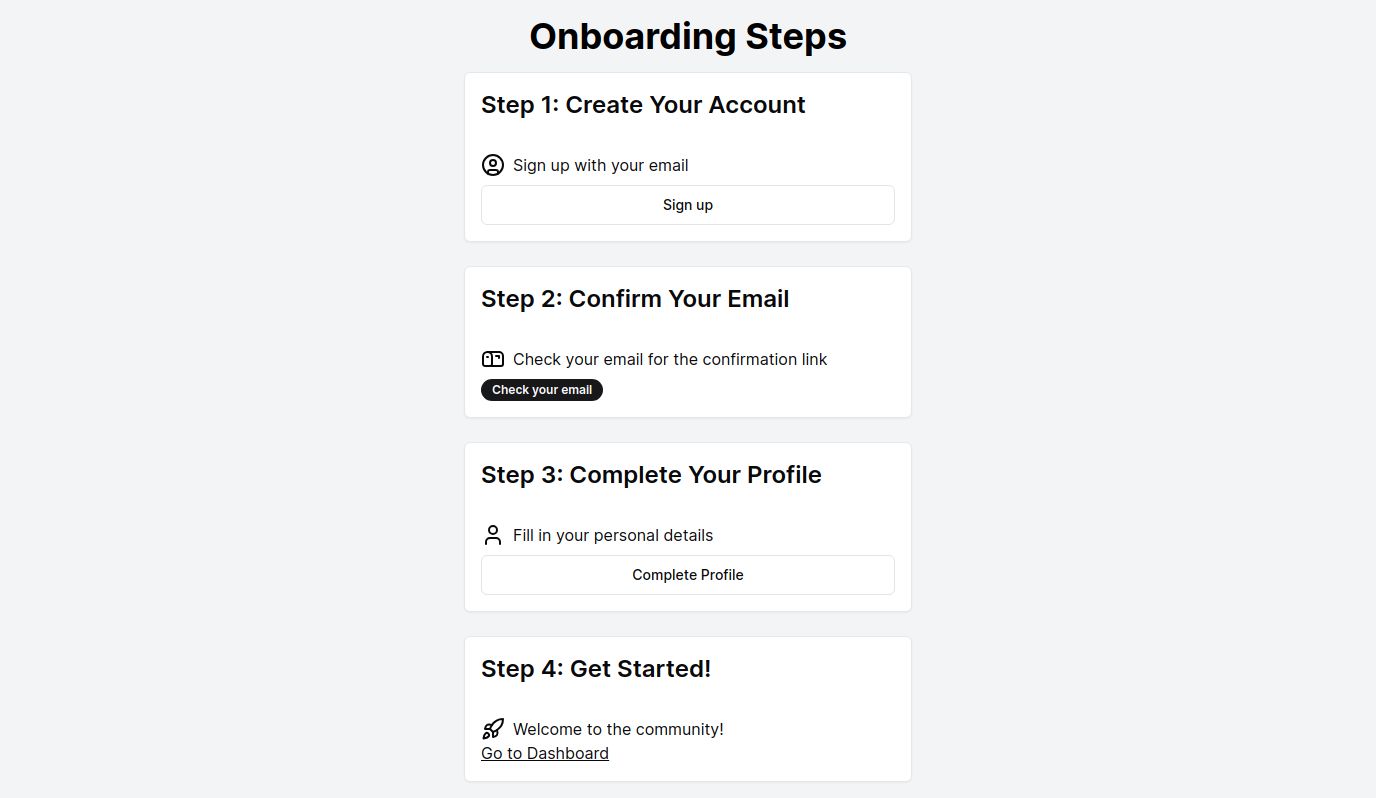 Onboarding Steps
Step 1: Create Your Account
Sign up with your email
Sign up
Step 2: Confirm Your Email
Check your email for the confirmation link
Check your email
Step 3: Complete Your Profile
Fill in your personal details
Complete Profile
Step 4: Get Started!
Welcome to the community!
Go to Dashboard